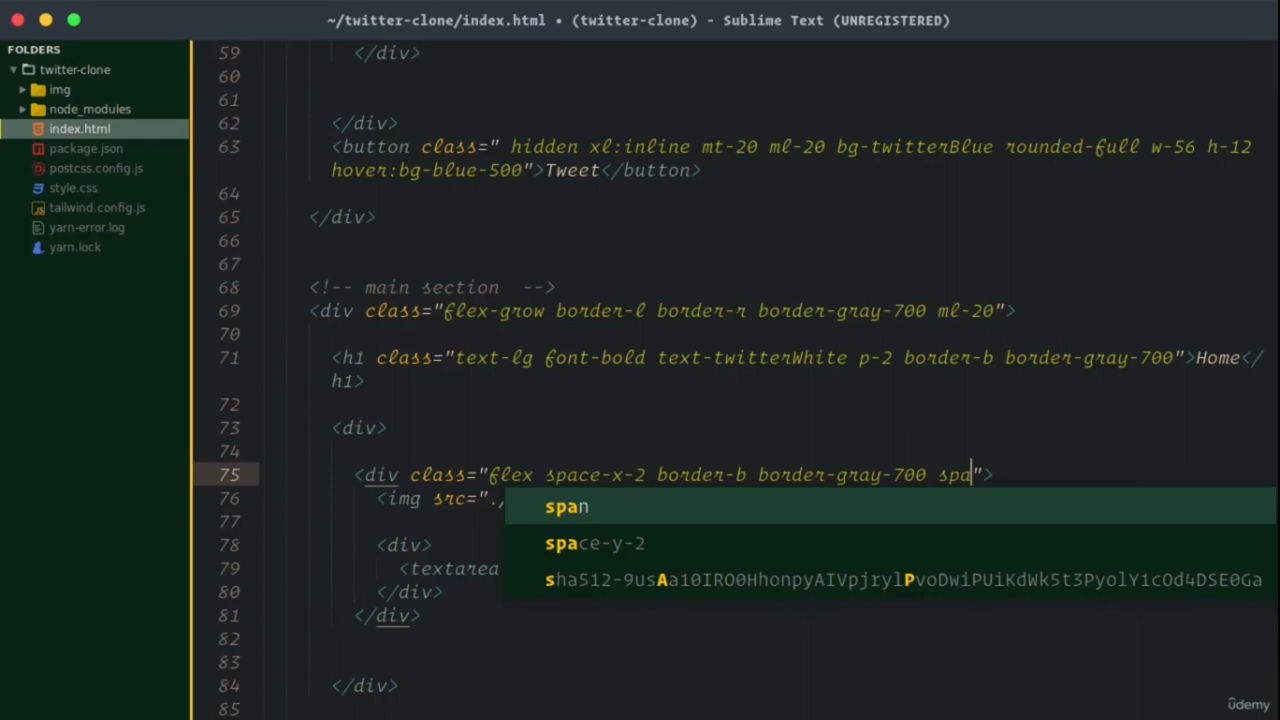 ~/twitter-clone/index.html • (twitter-clone) - Sublime Text (UNREGISTERED)
FOLDERS
twitter-clone
img
node_modules
index.html
package.json
postcss.config.js
style.css
tailwind.config.js
yarn-error.log
yarn.lock
59 </div>
60
61
62 </div>
63 <button class=" hidden xl:inline mt-20 ml-20 bg-twitterBlue rounded-full w-56 h-12
hover:bg-blue-500">Tweet</button>
64
65 </div>
66
67
68 <!-- main section  -->
69 <div class="flex-grow border-l border-r border-gray-700 ml-20">
70
71 <h1 class="text-lg font-bold text-twitterWhite p-2 border-b border-gray-700">Home</
h1>
72
73 <div>
74
75 <div class="flex space-x-2 border-b border-gray-700 spa">
76 <img src="./
span
77
space-y-2
78 <div>
79 <textarea
sha512-9usAa10IRO0HhonpyAIVpjrylPvoDwiPUiKdWk5t3PyolY1cOd4DSE0Ga
80 </div>
81 </div>
82
83
84 </div>
85
ûdemy